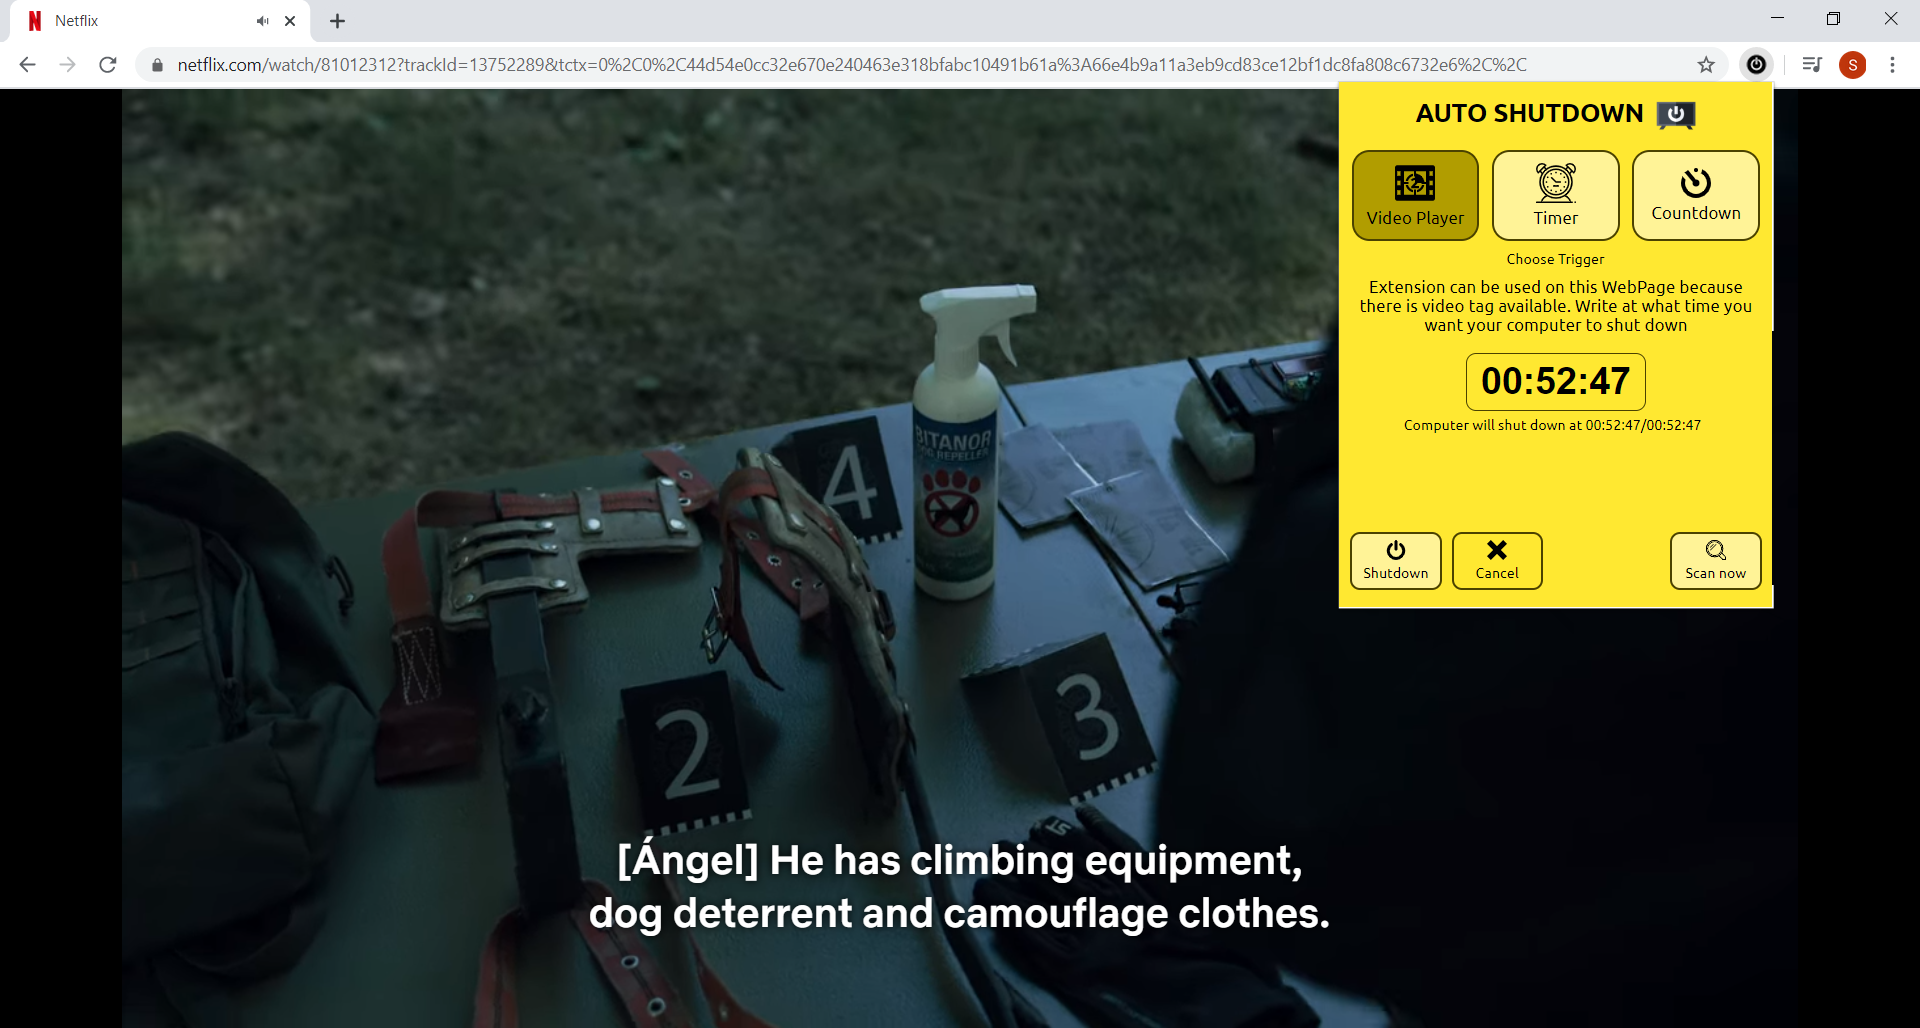 Netflix
netflix.com/watch/81012312?trackId=13752289&tctx=0%2C0%2C44d54e0cc32e670e240463e318bfabc10491b61a%3A66e4b9a11a3eb9cd83ce12bf1dc8fa808c6732e6%2C%2C
S
AUTO SHUTDOWN
Video Player
Timer
Countdown
Choose Trigger
Extension can be used on this WebPage because
there is video tag available. Write at what time you
want your computer to shut down
00:52:47
Computer will shut down at 00:52:47/00:52:47
Shutdown
Cancel
Scan now
4
BITANOR
DOG REPELLER
2
3
ST
[Ángel] He has climbing equipment,
dog deterrent and camouflage clothes.